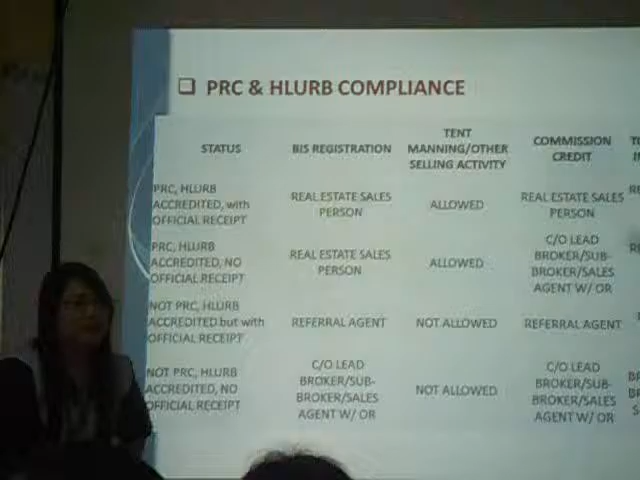 ❑ PRC & HLURB COMPLIANCE
STATUS
BIS REGISTRATION
TENT
MANNING/OTHER
SELLING ACTIVITY
COMMISSION
CREDIT
PRC, HLURB
ACCREDITED, with
OFFICIAL RECEIPT
REAL ESTATE SALES
PERSON
ALLOWED
REAL ESTATE SALES
PERSON
PRC, HLURB
ACCREDITED, NO
OFFICIAL RECEIPT
REAL ESTATE SALES
PERSON
ALLOWED
C/O LEAD
BROKER/SUB-
BROKER/SALES
AGENT W/ OR
NOT PRC, HLURB
ACCREDITED but with
OFFICIAL RECEIPT
REFERRAL AGENT
NOT ALLOWED
REFERRAL AGENT
NOT PRC, HLURB
ACCREDITED, NO
OFFICIAL RECEIPT
C/O LEAD
BROKER/SUB-
BROKER/SALES
AGENT W/ OR
NOT ALLOWED
C/O LEAD
BROKER/SUB-
BROKER/SALES
AGENT W/ OR